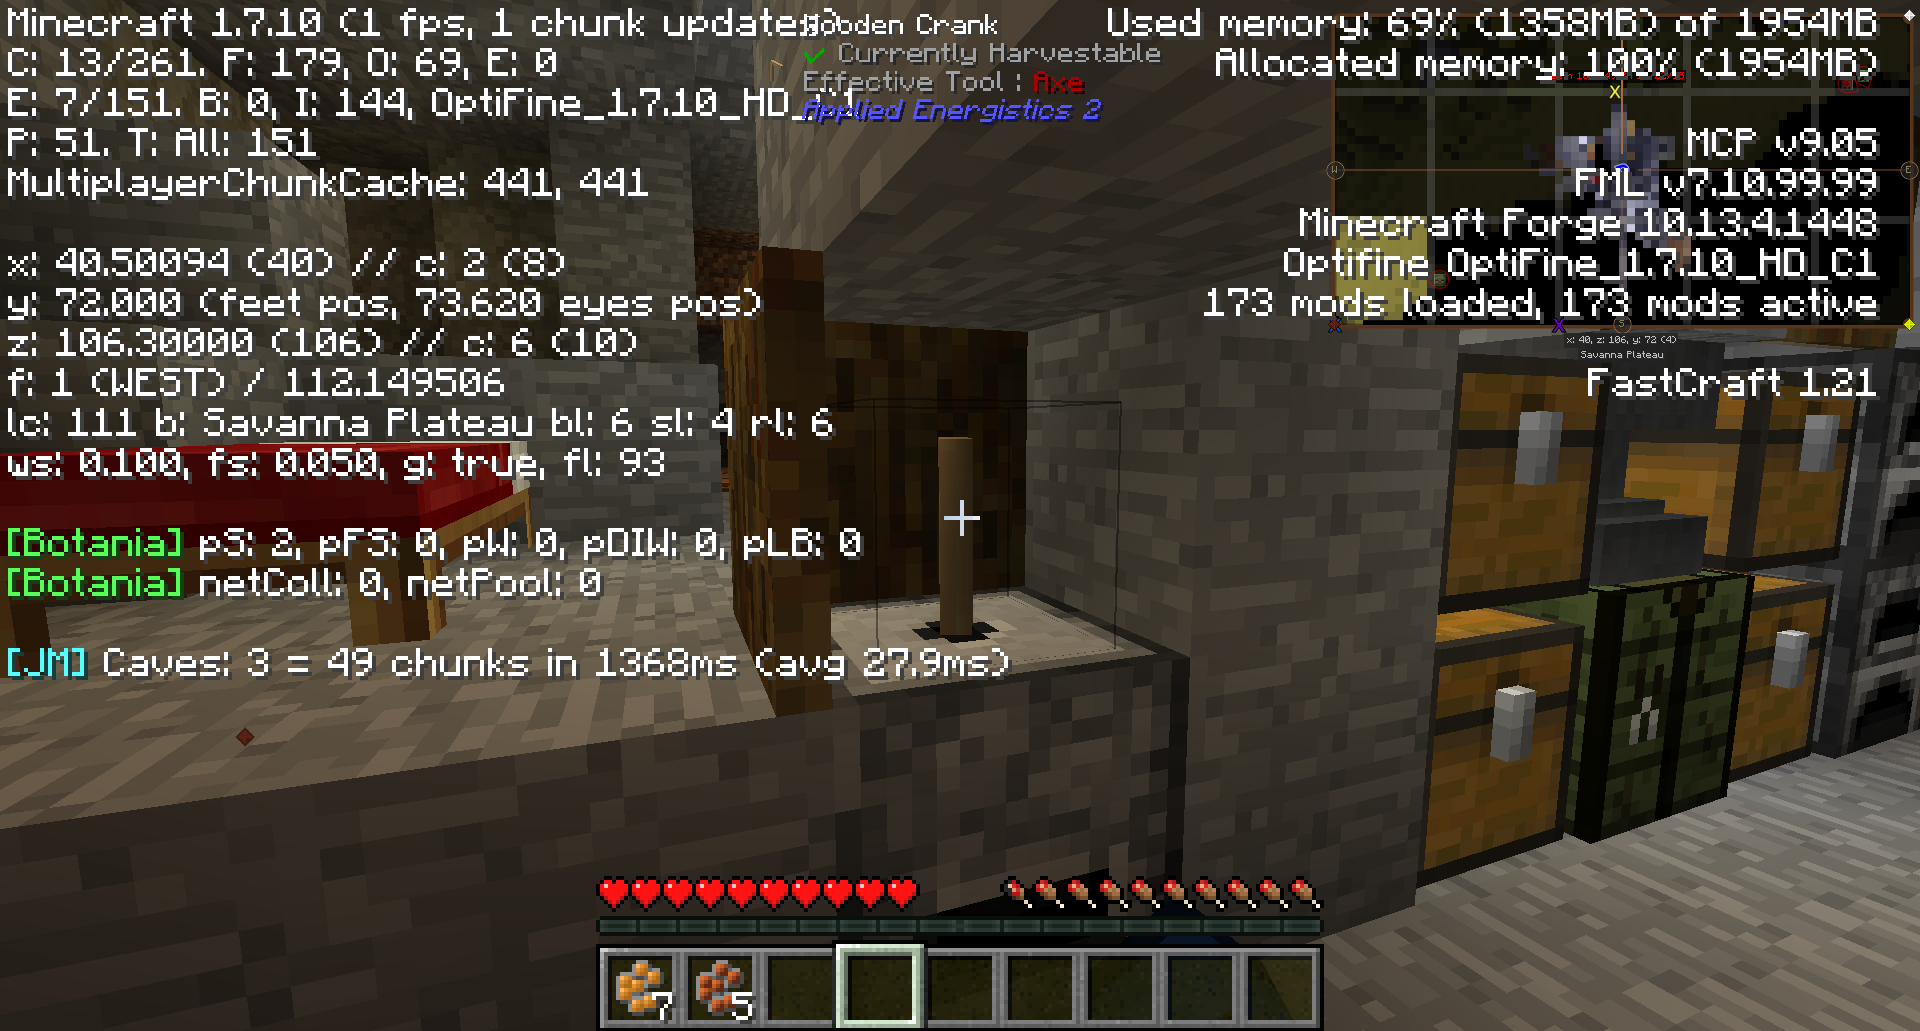 Minecraft 1.7.10 (1 fps, 1 chunk updates)
C: 13/261. F: 179, O: 69, E: 0
E: 7/151. B: 0, I: 144, OptiFine_1.7.10_HD_
P: 51. T: All: 151
MultiplayerChunkCache: 441, 441
x: 40.50094 (40) // c: 2 (8)
y: 72.000 (feet pos, 73.620 eyes pos)
z: 106.30000 (106) // c: 6 (10)
f: 1 (WEST) / 112.149506
lc: 111 b: Savanna Plateau bl: 6 sl: 4 rl: 6
ws: 0.100, fs: 0.050, g: true, fl: 93
[Botania] pS: 2, pFS: 0, pW: 0, pDIW: 0, pLB: 0
[Botania] netColl: 0, netPool: 0
[JM] Caves: 3 = 49 chunks in 1368ms (avg 27.9ms)
Wooden Crank
✓ Currently Harvestable
Effective Tool : Axe
Applied Energistics 2
Used memory: 69% (1358MB) of 1954MB
Allocated memory: 100% (1954MB)
MCP v9.05
FML v7.10.99.99
Minecraft Forge 10.13.4.1448
Optifine OptiFine_1.7.10_HD_C1
173 mods loaded, 173 mods active
FastCraft 1.21
X
W
E
X
X
S
x: 40, z: 106, y: 72 (4)
Savanna Plateau
7
5